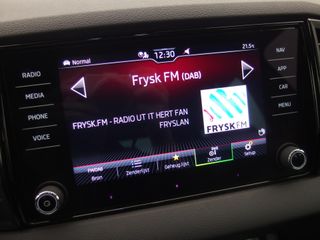 Normal 12:30 21.5
RADIO
MEDIA
PHONE
VOICE
Frysk FM (DAB)
FRYSK.FM - RADIO UT IT HERT FAN
FRYSLAN
FRYSK.FM
NAV
APP
CAR
MENU
Bron
Zenderlijst
Geheugenlijst
Zender
Setup